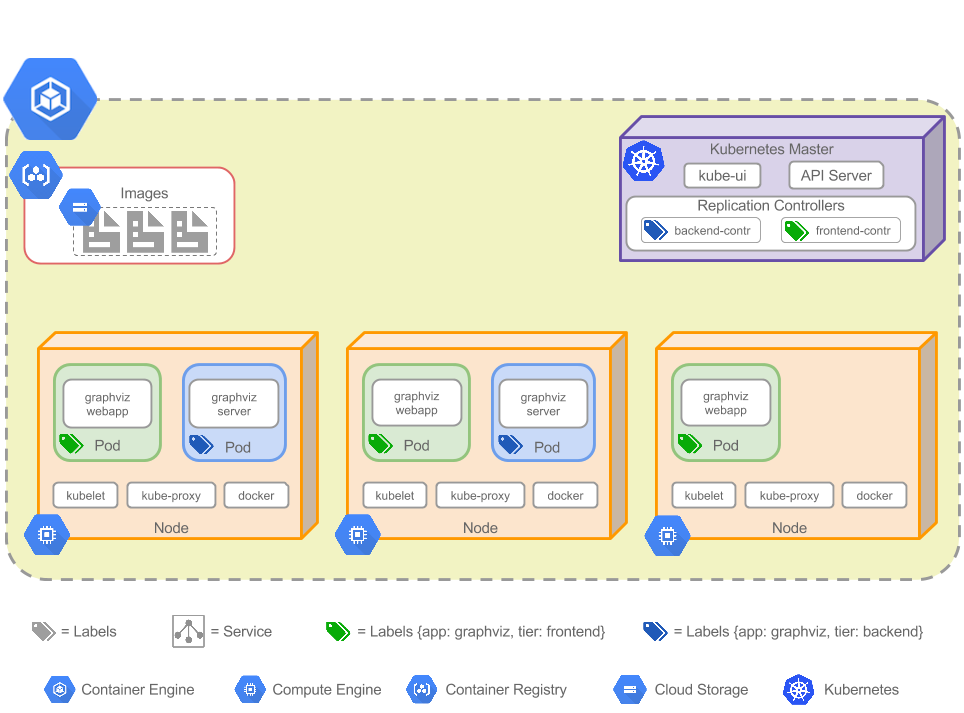 Kubernetes Master
kube-ui
API Server
Images
Replication Controllers
backend-contr
frontend-contr
graphviz
webapp
Pod
graphviz
server
Pod
kubelet
kube-proxy
docker
Node
graphviz
webapp
Pod
graphviz
server
Pod
kubelet
kube-proxy
docker
Node
graphviz
webapp
Pod
kubelet
kube-proxy
docker
Node
= Labels
= Service
= Labels {app: graphviz, tier: frontend}
= Labels {app: graphviz, tier: backend}
Container Engine
Compute Engine
Container Registry
Cloud Storage
Kubernetes